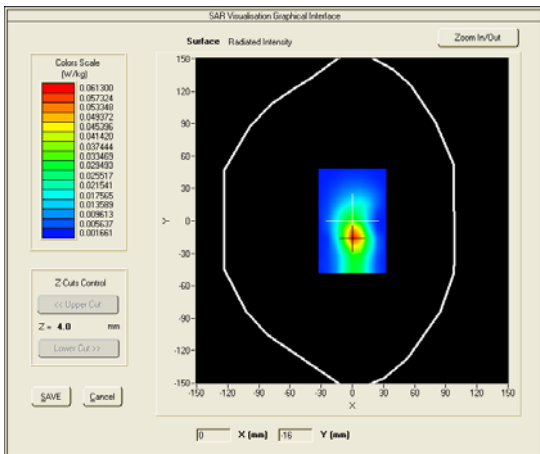 SAR Visualisation Graphical Interface
Surface Radiated Intensity
Zoom In/Out
Colors Scale
(W/kg)
0.061300
0.057324
0.053348
0.049372
0.045396
0.041420
0.037444
0.033469
0.029493
0.025517
0.021541
0.017565
0.013589
0.009613
0.005637
0.001661
Z-Cuts Control
<< Upper Cut
Z = 4.0 mm
Lower Cut >>
SAVE Cancel
150
120
90
60
30
0
-30
-60
-90
-120
-150
Y
-150 -120 -90 -60 -30 0 30 60 90 120 150
X
0 X (mm) -16 Y (mm)